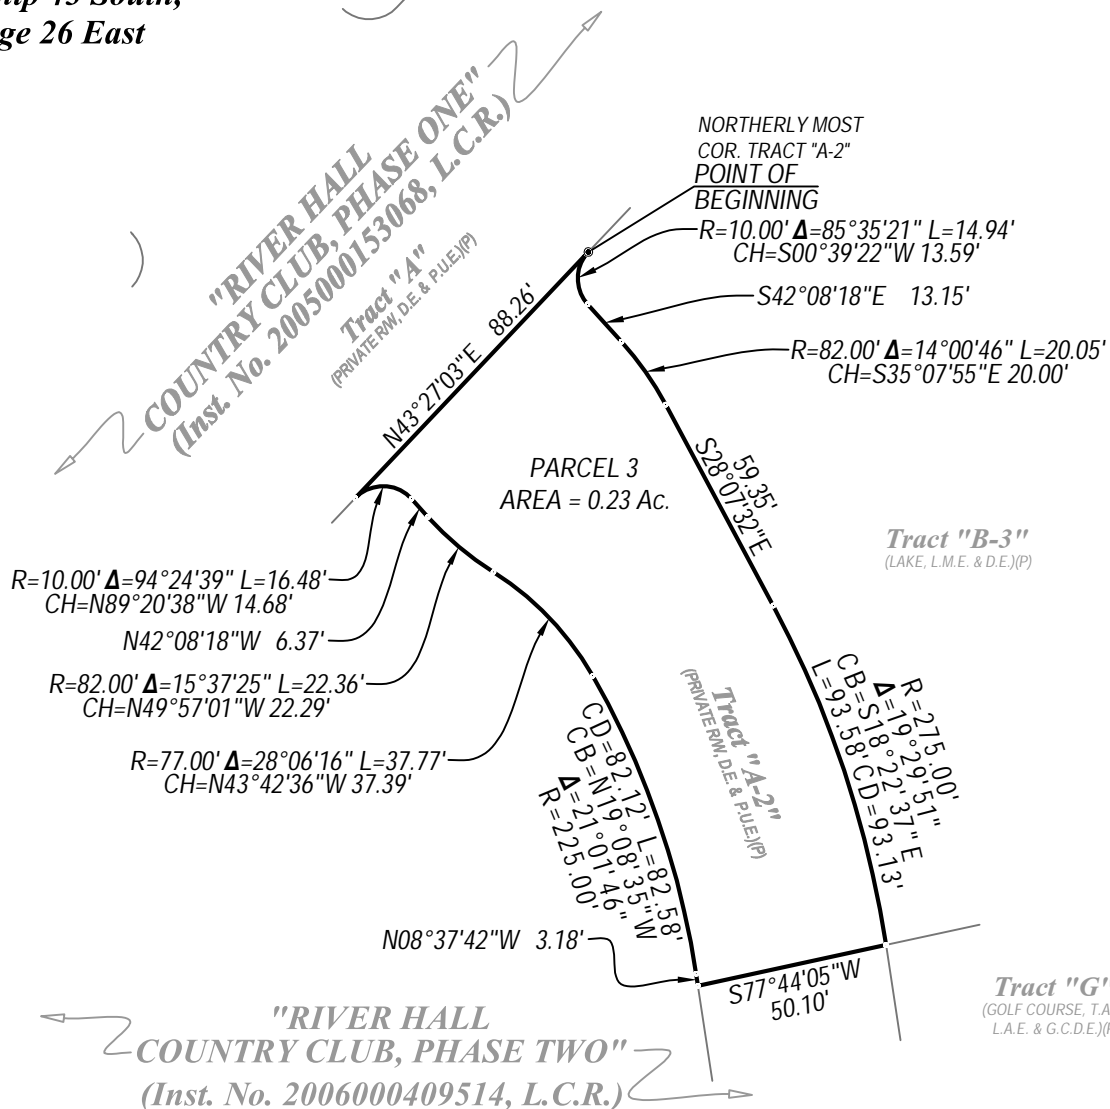 South,
ge 26 East
"RIVER HALL
COUNTRY CLUB, PHASE ONE"
(Inst. No. 2005000153068, L.C.R.)
Tract "A"
(PRIVATE R/W, D.E. & P.U.E.)(P)
NORTHERLY MOST
COR. TRACT "A-2"
POINT OF
BEGINNING
R=10.00' Δ=85°35'21" L=14.94'
CH=S00°39'22"W 13.59'
S42°08'18"E 13.15'
R=82.00' Δ=14°00'46" L=20.05'
CH=S35°07'55"E 20.00'
N43°27'03"E 88.26'
PARCEL 3
AREA = 0.23 Ac.
59.35'
S28°07'32"E
Tract "B-3"
(LAKE, L.M.E. & D.E.)(P)
R=10.00' Δ=94°24'39" L=16.48'
CH=N89°20'38"W 14.68'
N42°08'18"W 6.37'
R=82.00' Δ=15°37'25" L=22.36'
CH=N49°57'01"W 22.29'
R=77.00' Δ=28°06'16" L=37.77'
CH=N43°42'36"W 37.39'
Tract "A-2"
(PRIVATE R/W, D.E. & P.U.E.)(P)
R=275.00'
Δ=19°29'51"
CB=S18°22'37"E
L=93.58' CD=93.13'
CD=82.12' L=82.58'
CB=N19°08'35"W
Δ=21°01'46"
R=225.00'
N08°37'42"W 3.18'
S77°44'05"W
50.10'
Tract "G"
(GOLF COURSE, T.A
L.A.E. & G.C.D.E.)(
"RIVER HALL
COUNTRY CLUB, PHASE TWO"
(Inst. No. 2006000409514, L.C.R.)